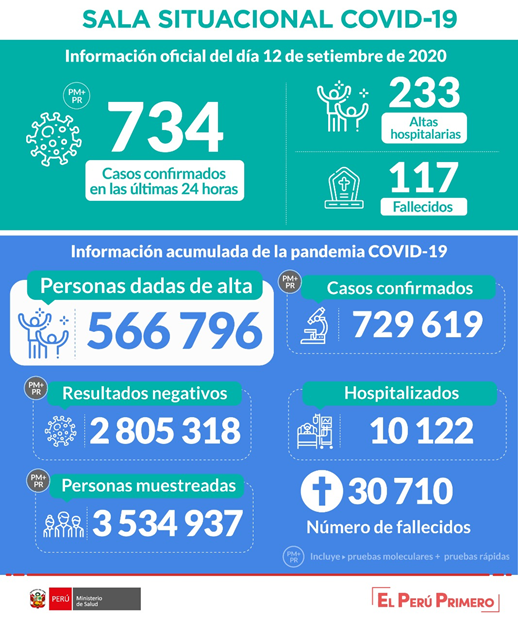 SALA SITUACIONAL COVID-19
Información oficial del día 12 de setiembre de 2020
PM+
PR
734
Casos confirmados
en las últimas 24 horas
233
Altas
hospitalarias
117
Fallecidos
Información acumulada de la pandemia COVID-19
Personas dadas de alta
566 796
PM+
PR
Casos confirmados
729 619
PM+
PR
Resultados negativos
2 805 318
Hospitalizados
10 122
PM+
PR
Personas muestreadas
3 534 937
30 710
Número de fallecidos
PM+
PR
Incluye ▸ pruebas moleculares + pruebas rápidas
PERÚ
Ministerio
de Salud
EL PERÚ PRIMERO